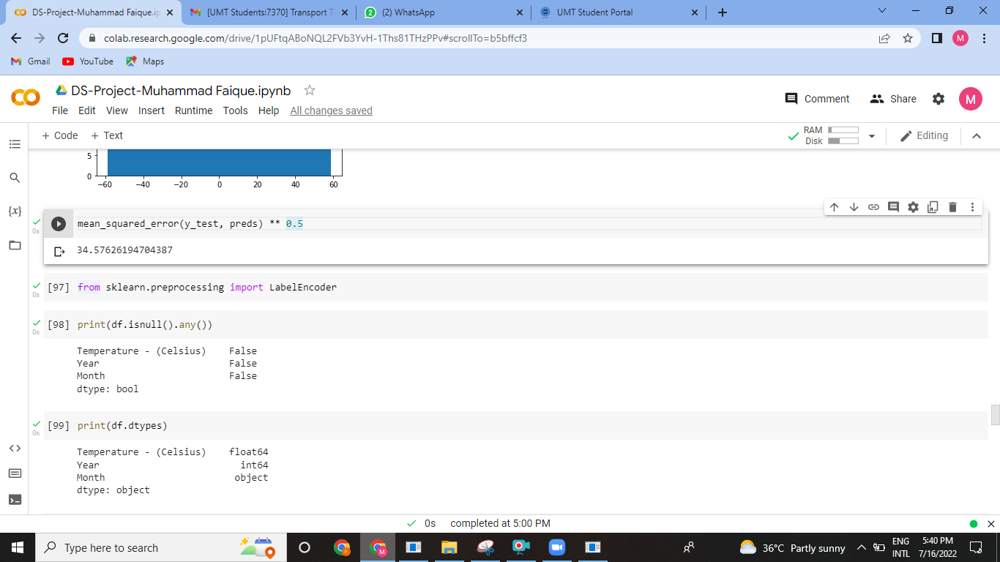 DS-Project-Muhammad Faique.ip
[UMT Students:7370] Transport T
2
(2) WhatsApp
UMT Student Portal
colab.research.google.com/drive/1pUFtqABoNQL2FVb3YvH-1Ths81THzPPv#scrollTo=b5bffcf3
M
Gmail
YouTube
Maps
DS-Project-Muhammad Faique.ipynb
Comment
Share
M
File Edit View Insert Runtime Tools Help All changes saved
+ Code + Text
RAM
Disk
Editing
5
0
−60 −40 −20 0 20 40 60
{x}
0s
mean_squared_error(y_test, preds) ** 0.5
34.57626194704387
[97] from sklearn.preprocessing import LabelEncoder
0s
[98] print(df.isnull().any())
0s
Temperature - (Celsius) False
Year False
Month False
dtype: bool
[99] print(df.dtypes)
0s
Temperature - (Celsius) float64
Year int64
Month object
dtype: object
0s completed at 5:00 PM
Type here to search
F
M
36°C Partly sunny
ENG
INTL
5:40 PM
7/16/2022